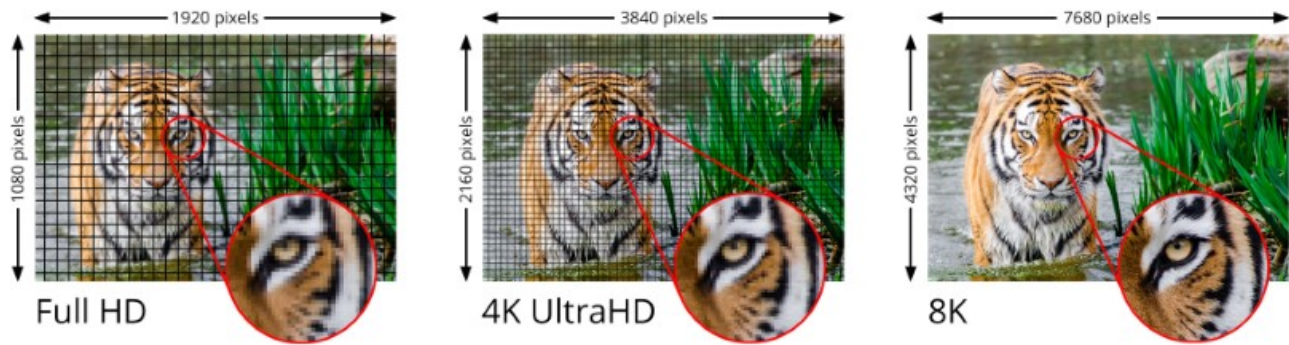 1920 pixels
1080 pixels
Full HD
3840 pixels
2160 pixels
4K UltraHD
7680 pixels
4320 pixels
8K